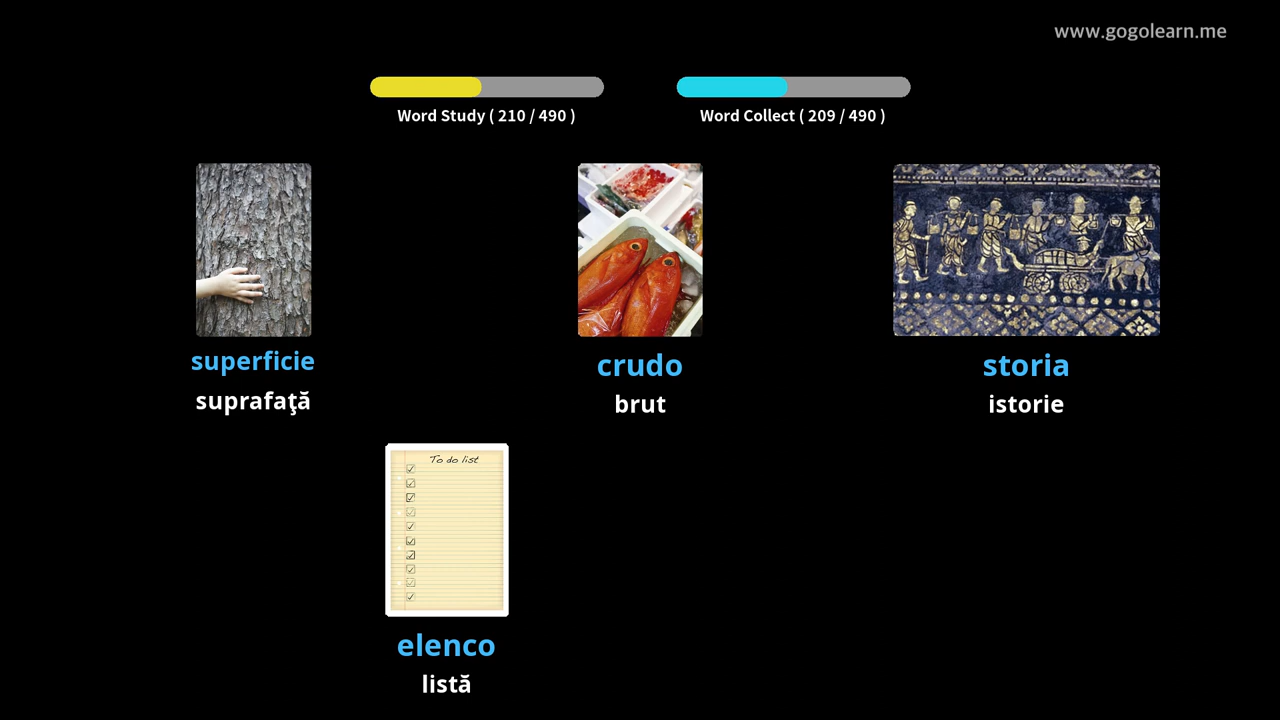 www.gogolearn.me
Word Study ( 210 / 490 )
Word Collect ( 209 / 490 )
superficie
suprafaţă
crudo
brut
storia
istorie
To do list
elenco
listă